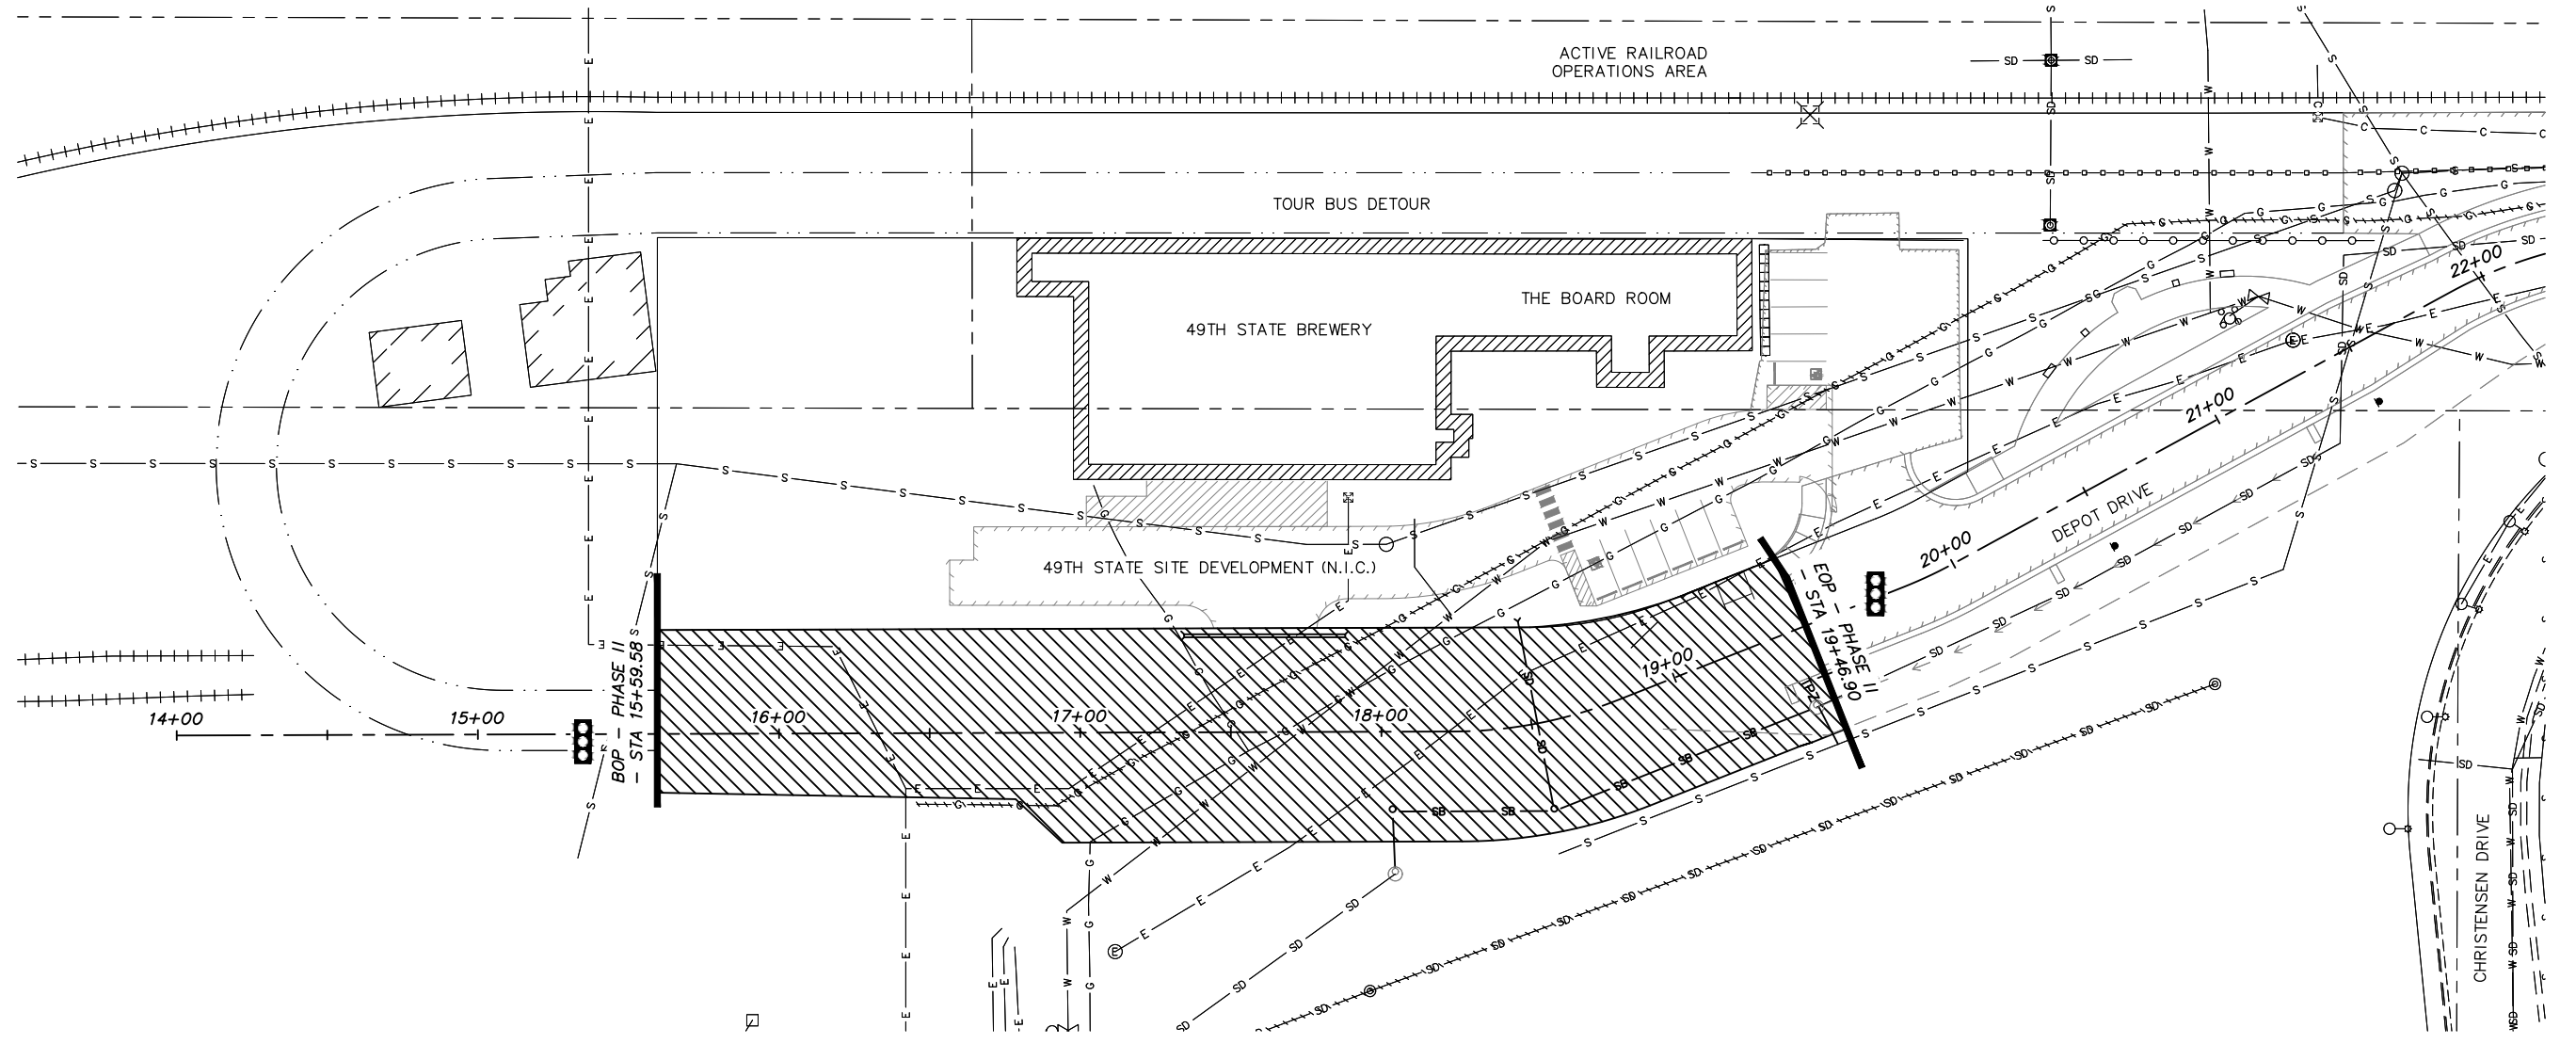 ACTIVE RAILROAD
OPERATIONS AREA
TOUR BUS DETOUR
THE BOARD ROOM
49TH STATE BREWERY
49TH STATE SITE DEVELOPMENT (N.I.C.)
22+00
21+00
20+00
DEPOT DRIVE
19+00
18+00
17+00
16+00
15+00
14+00
BOP - PHASE II
- STA 15+59.58
EOP - PHASE II
- STA 19+46.90
CHRISTENSEN DRIVE